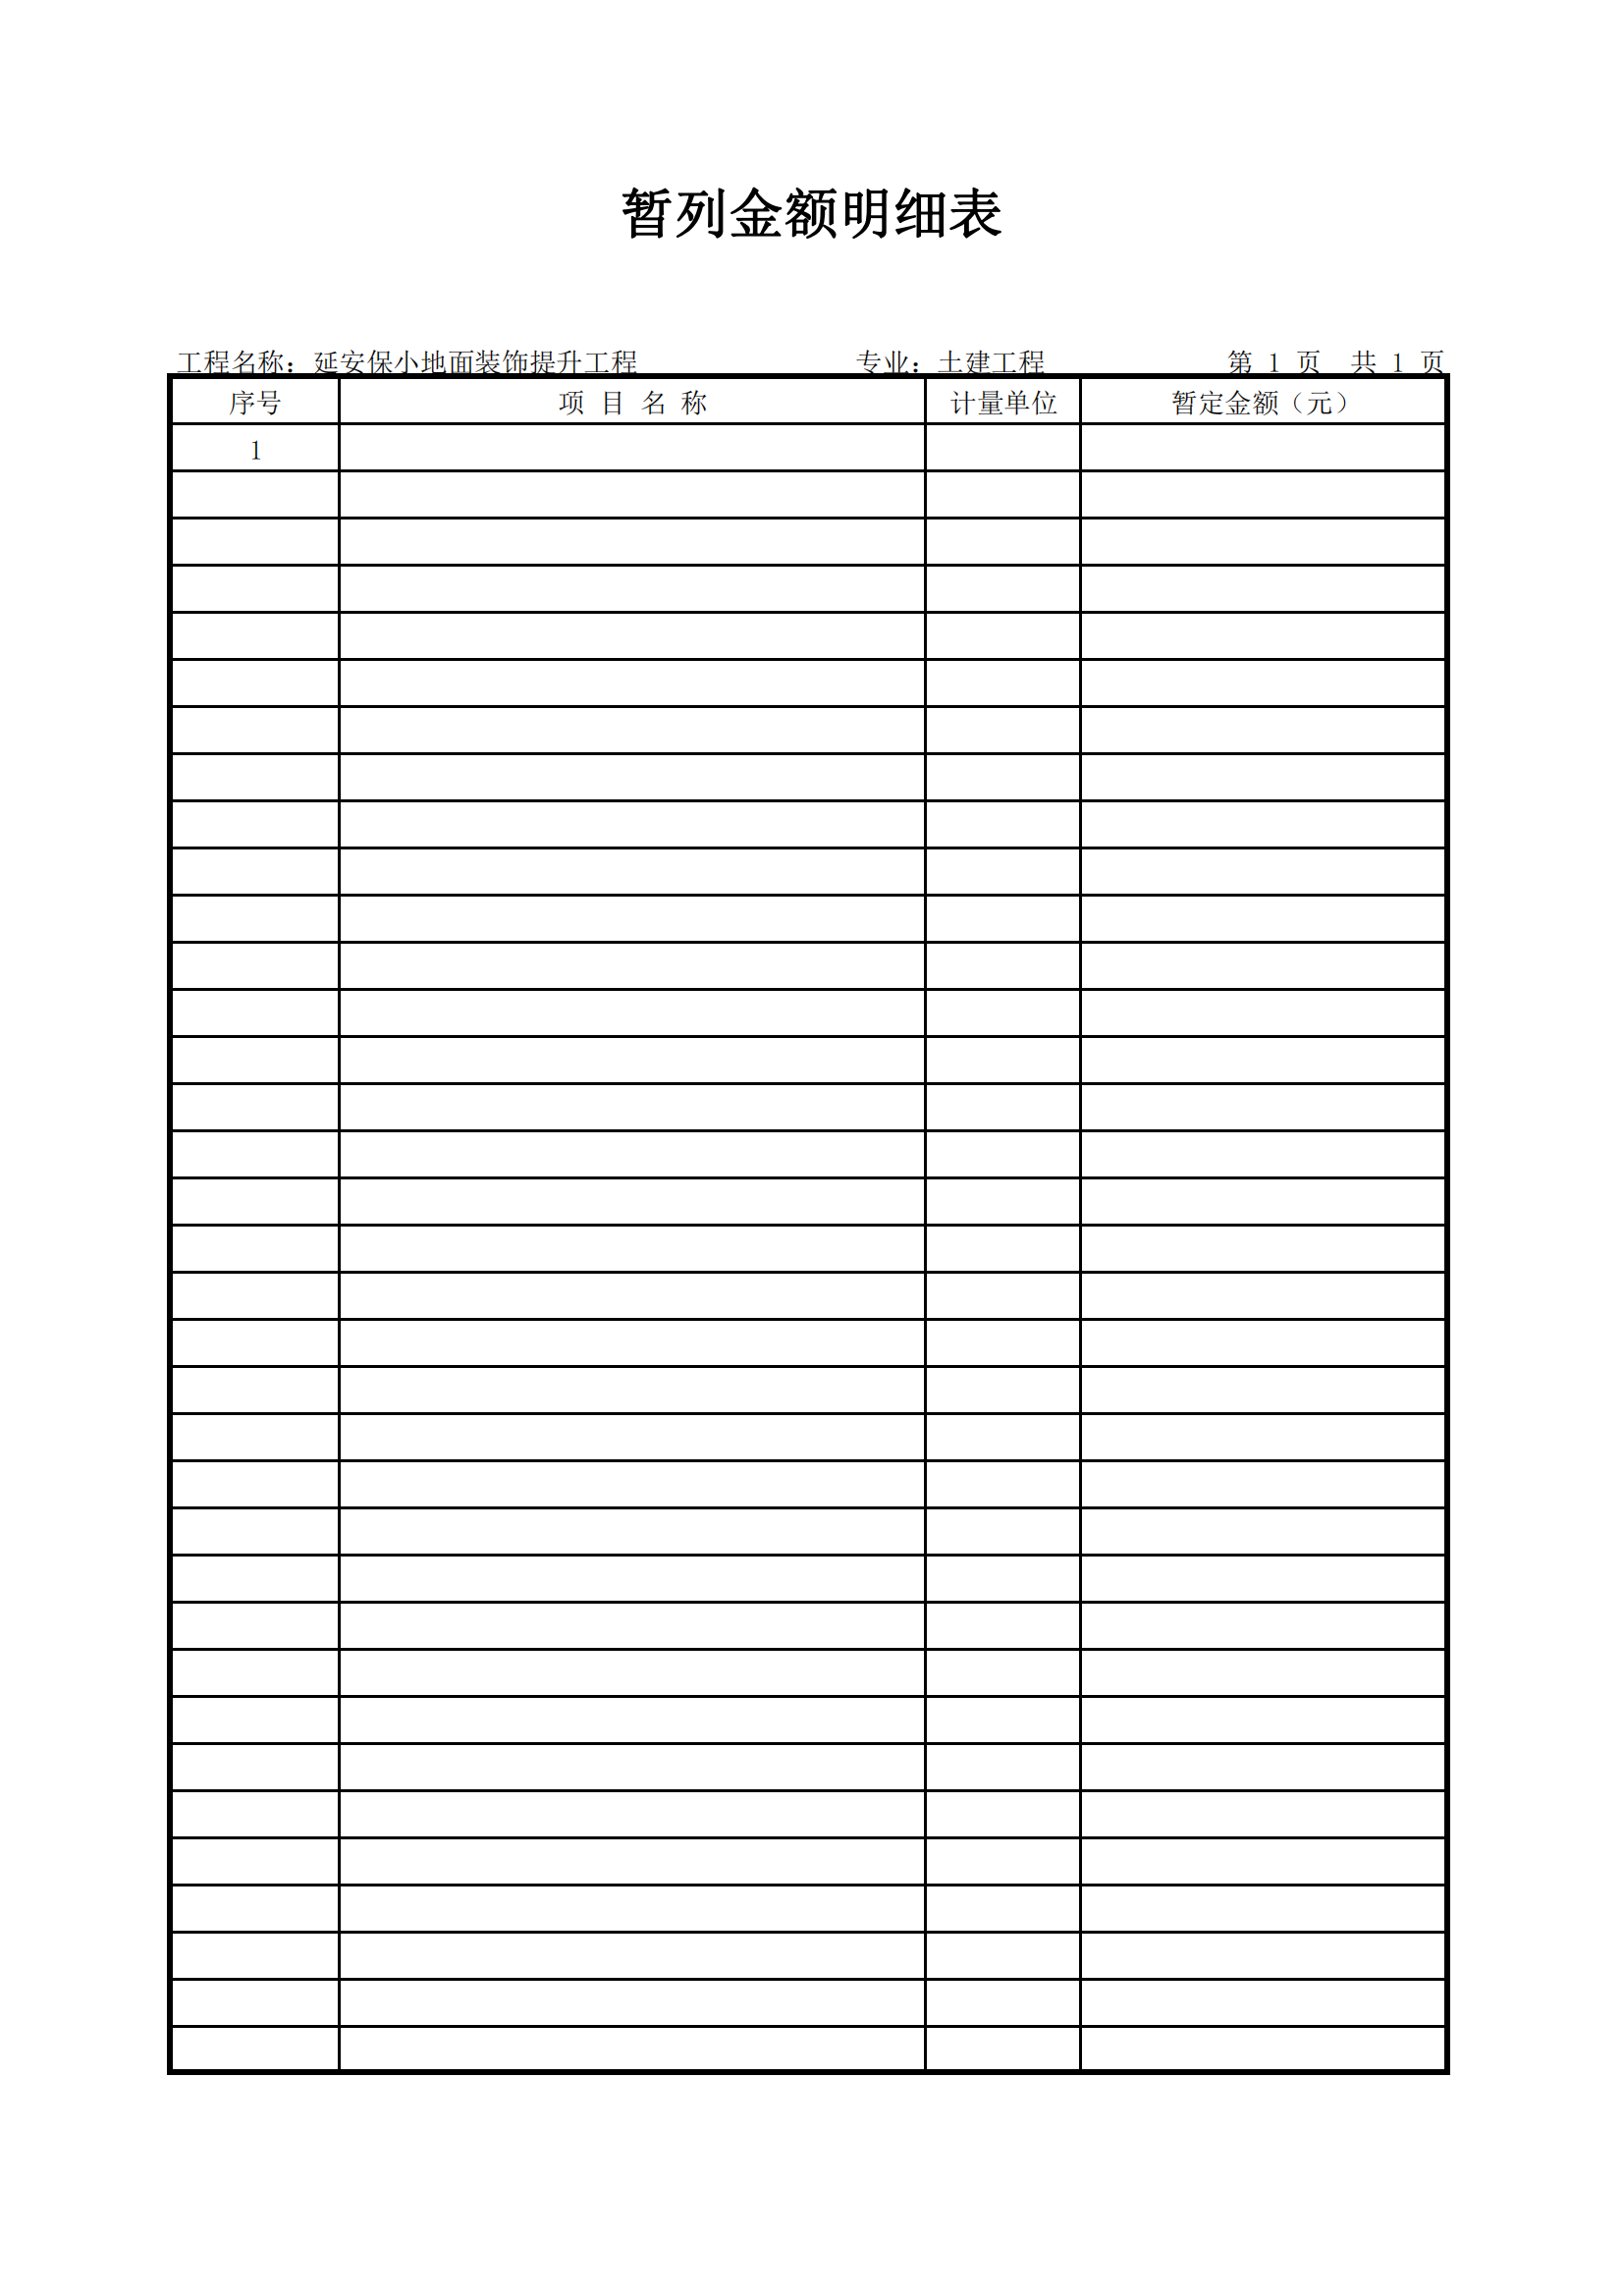 暂列金额明细表
工程名称：延安保小地面装饰提升工程 专业：土建工程 第 1 页 共 1 页
序号 项 目 名 称 计量单位 暂定金额（元）
1